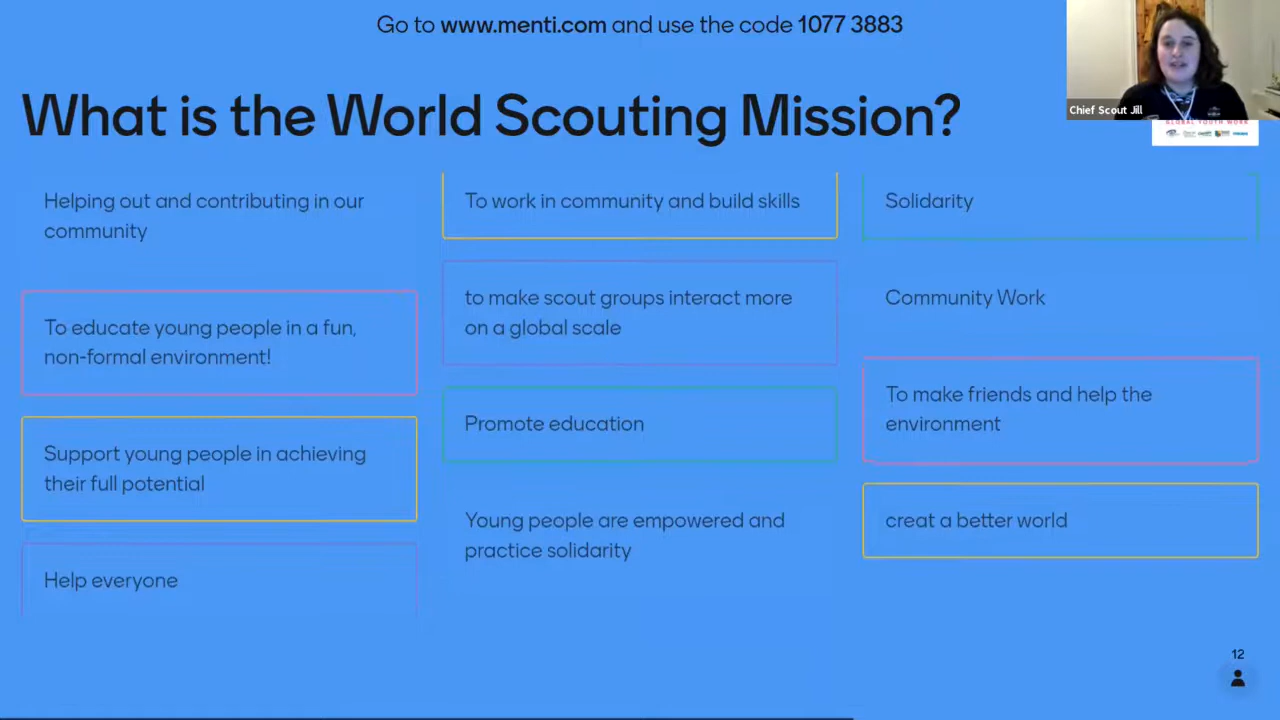 Go to www.menti.com and use the code 1077 3883
Chief Scout Jill
GLOBAL YOUTH WORK
What is the World Scouting Mission?
Helping out and contributing in our
community
To educate young people in a fun,
non-formal environment!
Support young people in achieving
their full potential
Help everyone
To work in community and build skills
to make scout groups interact more
on a global scale
Promote education
Young people are empowered and
practice solidarity
Solidarity
Community Work
To make friends and help the
environment
creat a better world
12